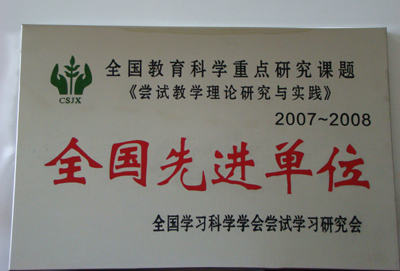 全国教育科学重点研究课题
《尝试教学理论研究与实践》
CSJX
2007~2008
全国先进单位
全国学习科学学会尝试学习研究会